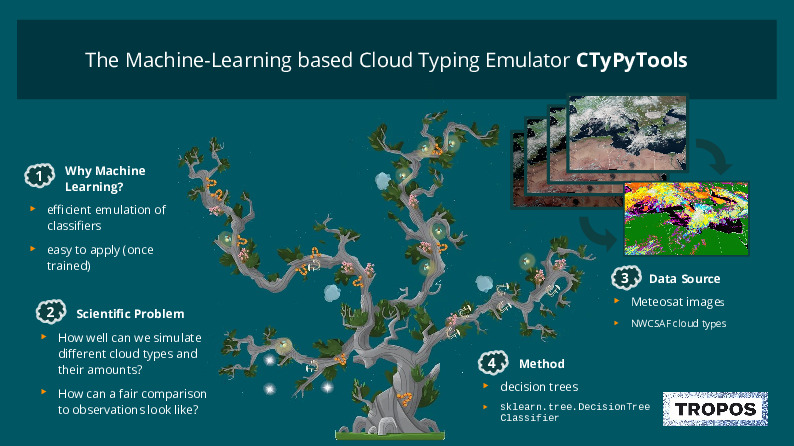 The Machine-Learning based Cloud Typing Emulator CTyPyTools
1
Why Machine
Learning?
efficient emulation of
classifiers
easy to apply (once
trained)
2
Scientific Problem
How well can we simulate
different cloud types and
their amounts?
How can a fair comparison
to observations look like?
3
Data Source
Meteosat images
NWCSAF cloud types
4
Method
decision trees
sklearn.tree.DecisionTree
Classifier
TROPOS